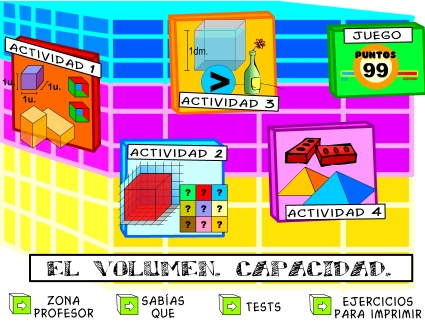 ACTIVIDAD 1
1u.
1u.
1u.
1dm.
>
ACTIVIDAD 3
JUEGO
PUNTOS
99
ACTIVIDAD 2
? ? ?
? ? ?
? ? ?
ACTIVIDAD 4
EL VOLUMEN. CAPACIDAD.
ZONA
PROFESOR
SABÍAS
QUE
TESTS
EJERCICIOS
PARA IMPRIMIR